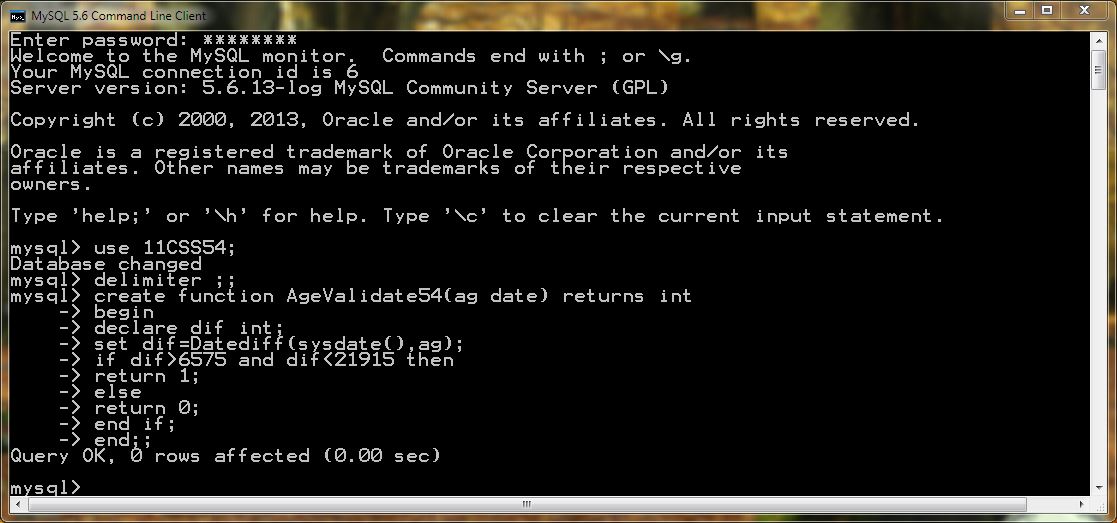 MySQL 5.6 Command Line Client
Enter password: ********
Welcome to the MySQL monitor.  Commands end with ; or \g.
Your MySQL connection id is 6
Server version: 5.6.13-log MySQL Community Server (GPL)
Copyright (c) 2000, 2013, Oracle and/or its affiliates. All rights reserved.
Oracle is a registered trademark of Oracle Corporation and/or its
affiliates. Other names may be trademarks of their respective
owners.
Type 'help;' or '\h' for help. Type '\c' to clear the current input statement.
mysql> use 11CSS54;
Database changed
mysql> delimiter ;;
mysql> create function AgeValidate54(ag date) returns int
    -> begin
    -> declare dif int;
    -> set dif=Datediff(sysdate(),ag);
    -> if dif>6575 and dif<21915 then
    -> return 1;
    -> else
    -> return 0;
    -> end if;
    -> end;;
Query OK, 0 rows affected (0.00 sec)
mysql>